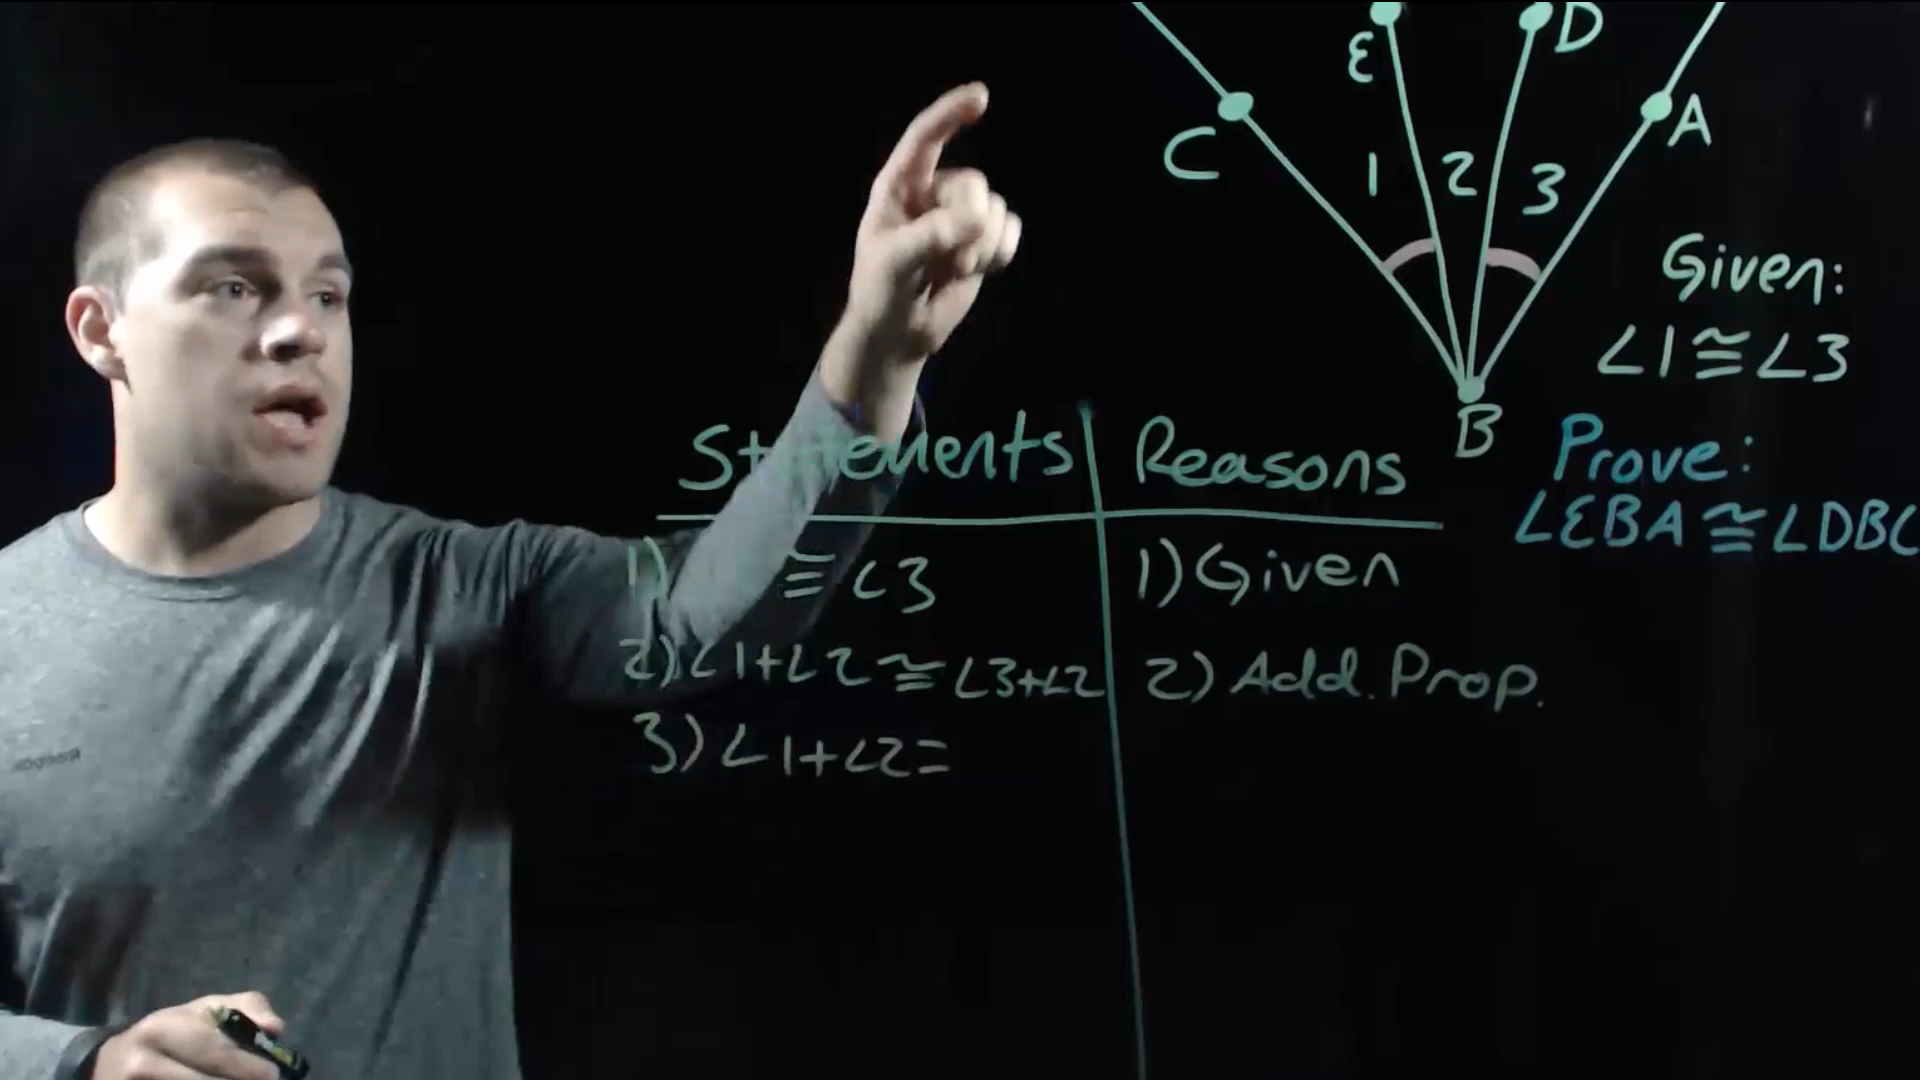 E D
C A
1 2 3
Given:
∠1≅∠3
B
Prove:
∠EBA≅∠DBC
Statements Reasons
1) ≅∠3 1) Given
2) ∠1+∠2≅∠3+∠2 2) Add. Prop.
3) ∠1+∠2=